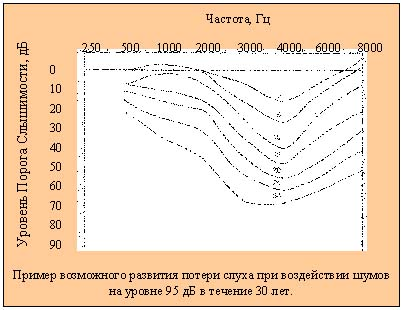 Частота, Гц
250 500 1000 2000 3000 4000 6000 8000
Уровень Порога Слышимости, дБ
0
10
20
30
40
50
60
70
80
90
Пример возможного развития потери слуха при воздействии шумов
на уровне 95 дБ в течение 30 лет.